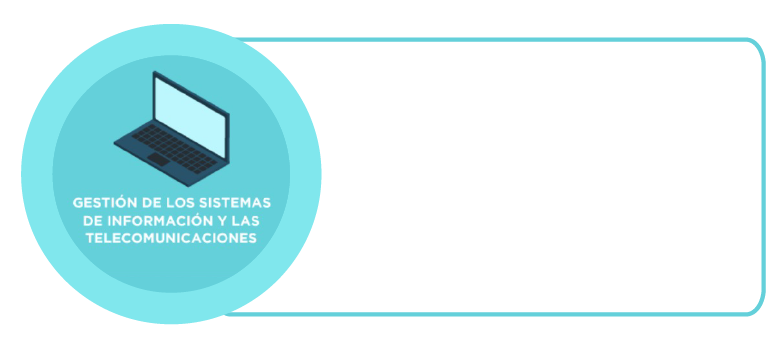 GESTIÓN DE LOS SISTEMAS
DE INFORMACIÓN Y LAS
TELECOMUNICACIONES